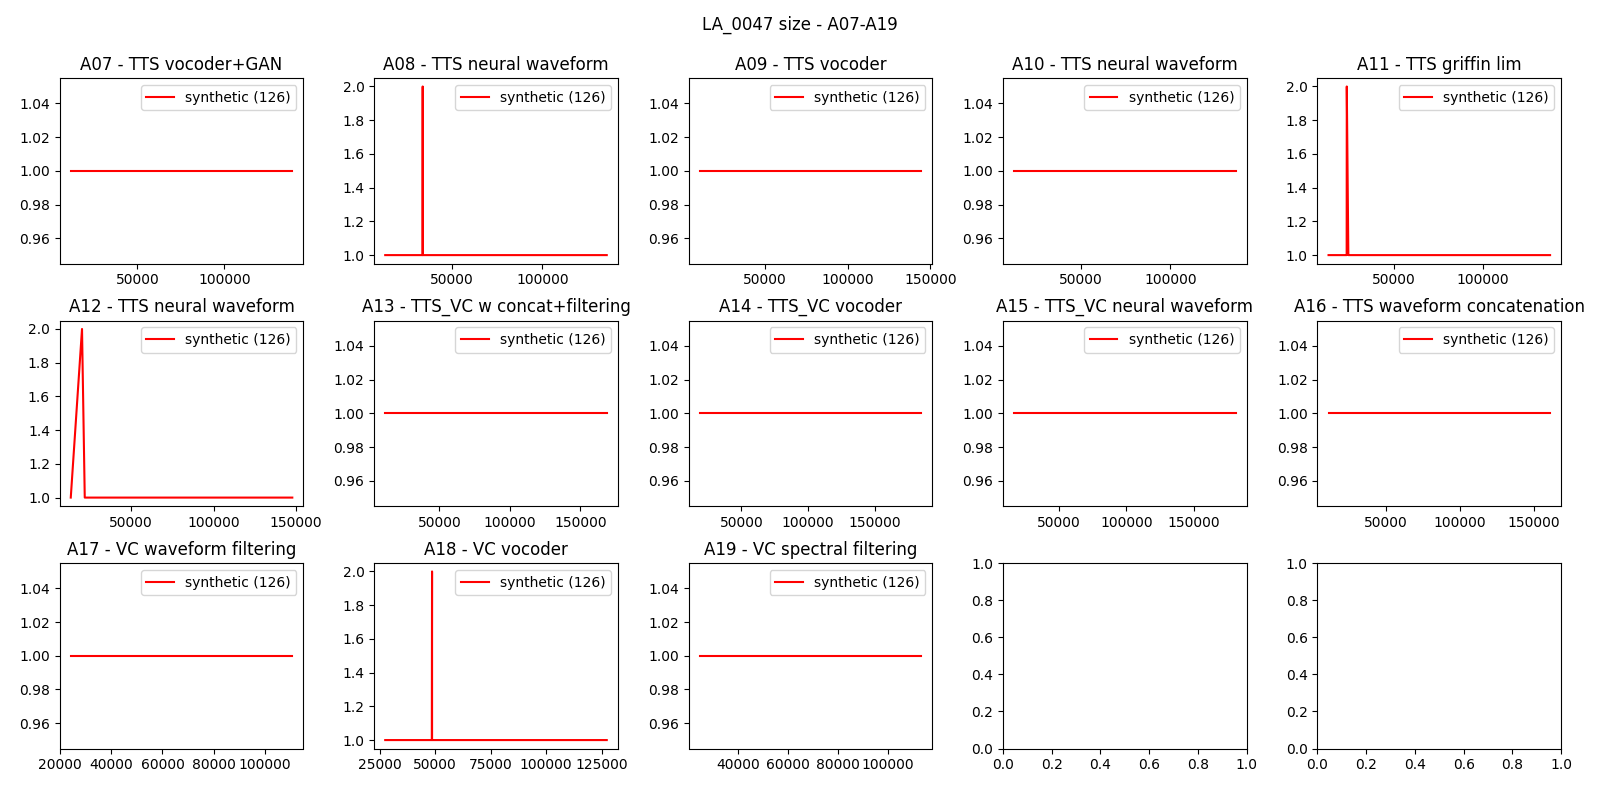 LA_0047 size - A07-A19
A07 - TTS vocoder+GAN
A08 - TTS neural waveform
A09 - TTS vocoder
A10 - TTS neural waveform
A11 - TTS griffin lim
synthetic (126)
1.04
1.02
1.00
0.98
0.96
50000 100000
synthetic (126)
2.0
1.8
1.6
1.4
1.2
1.0
50000 100000
synthetic (126)
1.04
1.02
1.00
0.98
0.96
50000 100000 150000
synthetic (126)
1.04
1.02
1.00
0.98
0.96
50000 100000
synthetic (126)
2.0
1.8
1.6
1.4
1.2
1.0
50000 100000
A12 - TTS neural waveform
A13 - TTS_VC w concat+filtering
A14 - TTS_VC vocoder
A15 - TTS_VC neural waveform
A16 - TTS waveform concatenation
synthetic (126)
2.0
1.8
1.6
1.4
1.2
1.0
50000 100000 150000
synthetic (126)
1.04
1.02
1.00
0.98
0.96
50000 100000 150000
synthetic (126)
1.04
1.02
1.00
0.98
0.96
50000 100000 150000
synthetic (126)
1.04
1.02
1.00
0.98
0.96
50000 100000 150000
synthetic (126)
1.04
1.02
1.00
0.98
0.96
50000 100000 150000
A17 - VC waveform filtering
A18 - VC vocoder
A19 - VC spectral filtering
synthetic (126)
1.04
1.02
1.00
0.98
0.96
20000 40000 60000 80000 100000
synthetic (126)
2.0
1.8
1.6
1.4
1.2
1.0
25000 50000 75000 100000 125000
synthetic (126)
1.04
1.02
1.00
0.98
0.96
40000 60000 80000 100000
1.0
0.8
0.6
0.4
0.2
0.0
0.0 0.2 0.4 0.6 0.8 1.0
1.0
0.8
0.6
0.4
0.2
0.0
0.0 0.2 0.4 0.6 0.8 1.0